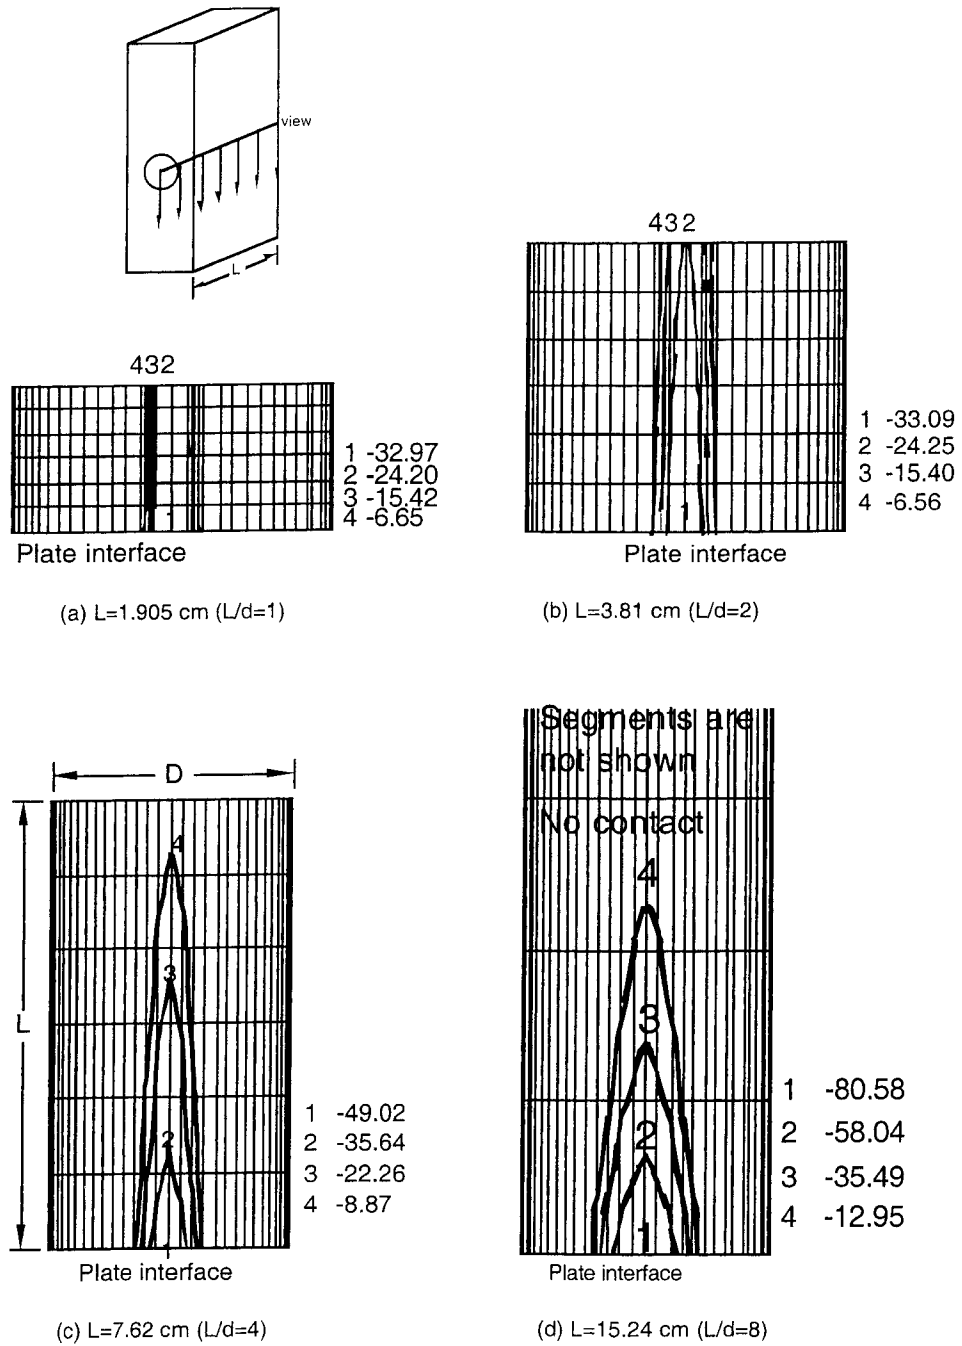 view
L
432
1 -32.97
2 -24.20
3 -15.42
4 -6.65
1
Plate interface
(a) L=1.905 cm (L/d=1)
432
1 -33.09
2 -24.25
3 -15.40
4 -6.56
1
Plate interface
(b) L=3.81 cm (L/d=2)
D
L
4
3
2
1
1 -49.02
2 -35.64
3 -22.26
4 -8.87
Plate interface
(c) L=7.62 cm (L/d=4)
Segments are
not shown
No contact
4
3
2
1
1 -80.58
2 -58.04
3 -35.49
4 -12.95
Plate interface
(d) L=15.24 cm (L/d=8)